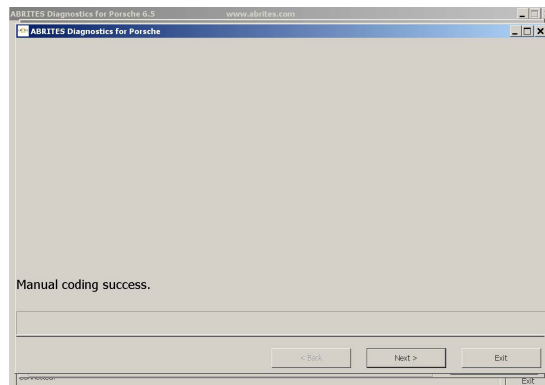 ABRITES Diagnostics for Porsche 6.5 www.abrites.com
ABRITES Diagnostics for Porsche
Manual coding success.
< Back Next > Exit
Exit